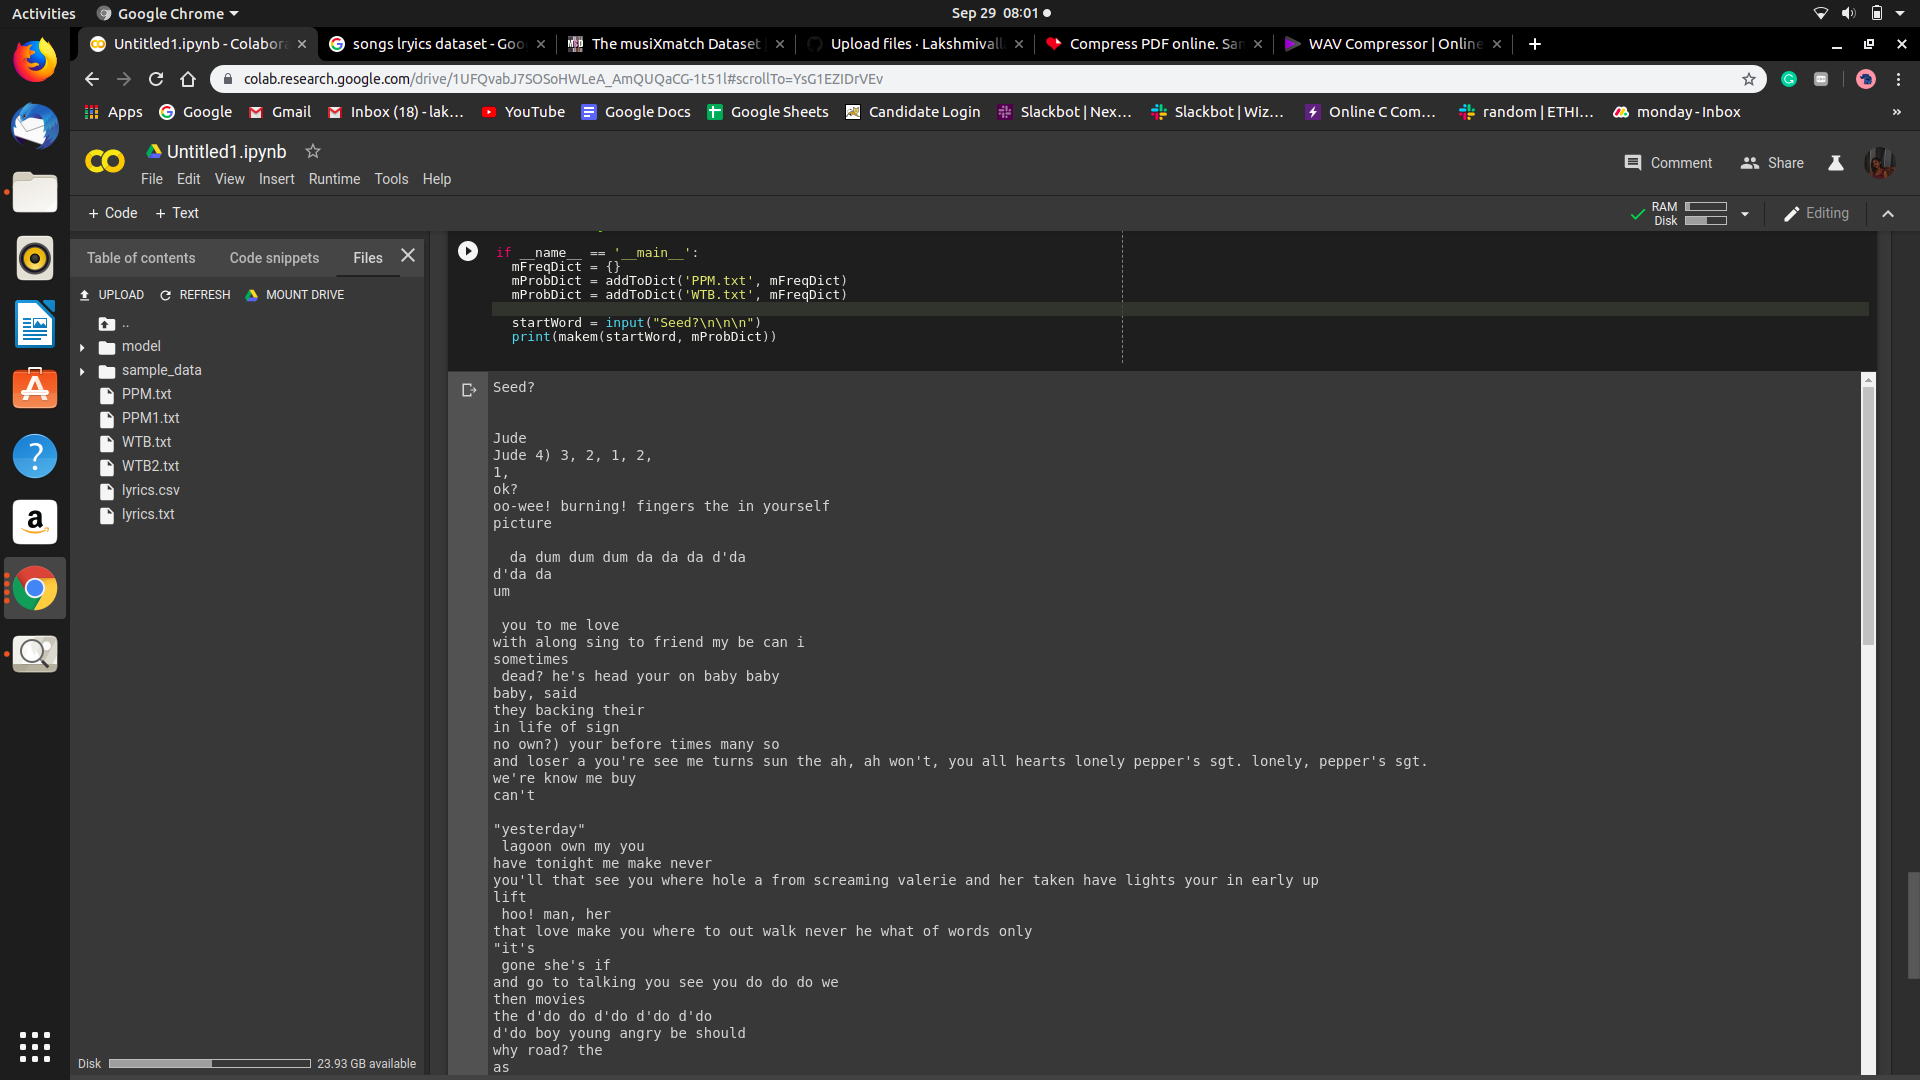 Activities
Google Chrome
Sep 29 08:01
Untitled1.ipynb - Colabora
songs lryics dataset - Goo
The musiXmatch Dataset
Upload files · Lakshmivall
Compress PDF online. Sam
WAV Compressor | Online
colab.research.google.com/drive/1UFQvabJ7SOSoHWLeA_AmQUQaCG-1t51l#scrollTo=YsG1EZIDrVEv
Apps
Google
Gmail
Inbox (18) - lak...
YouTube
Google Docs
Google Sheets
Candidate Login
Slackbot | Nex...
Slackbot | Wiz...
Online C Com...
random | ETHI...
monday - Inbox
»
Untitled1.ipynb
Comment
Share
File Edit View Insert Runtime Tools Help
+ Code + Text
RAM
Disk
Editing
Table of contents
Code snippets
Files
UPLOAD
REFRESH
MOUNT DRIVE
..
model
sample_data
PPM.txt
PPM1.txt
WTB.txt
WTB2.txt
lyrics.csv
lyrics.txt
Disk
23.93 GB available
if __name__ == '__main__':
mFreqDict = {}
mProbDict = addToDict('PPM.txt', mFreqDict)
mProbDict = addToDict('WTB.txt', mFreqDict)
startWord = input("Seed?\n\n\n")
print(makem(startWord, mProbDict))
Seed?
Jude
Jude 4) 3, 2, 1, 2,
1,
ok?
oo-wee! burning! fingers the in yourself
picture
da dum dum dum da da da d'da
d'da da
um
you to me love
with along sing to friend my be can i
sometimes
dead? he's head your on baby baby
baby, said
they backing their
in life of sign
no own?) your before times many so
and loser a you're see me turns sun the ah, ah won't, you all hearts lonely pepper's sgt. lonely, pepper's sgt.
we're know me buy
can't
"yesterday"
lagoon own my you
have tonight me make never
you'll that see you where hole a from screaming valerie and her taken have lights your in early up
lift
hoo! man, her
that love make you where to out walk never he what of words only
"it's
gone she's if
and go to talking you see you do do do we
then movies
the d'do do d'do d'do d'do
d'do boy young angry be should
why road? the
as